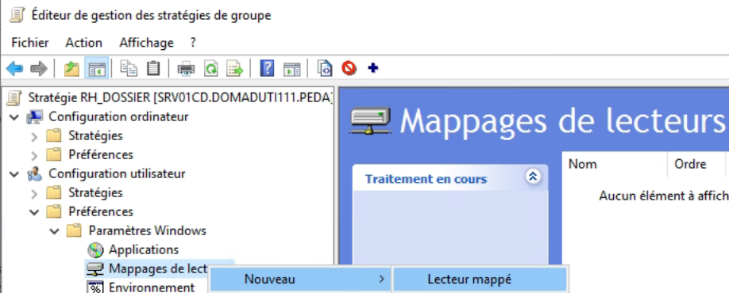 Éditeur de gestion des stratégies de groupe
Fichier Action Affichage ?
Stratégie RH_DOSSIER [SRV01CD.DOMADUTI111.PEDA]
Configuration ordinateur
Stratégies
Préférences
Configuration utilisateur
Stratégies
Préférences
Paramètres Windows
Applications
Mappages de lect
Environnement
Mappages de lecteurs
Traitement en cours
Nom Ordre
Aucun élément à affich
Nouveau
Lecteur mappé